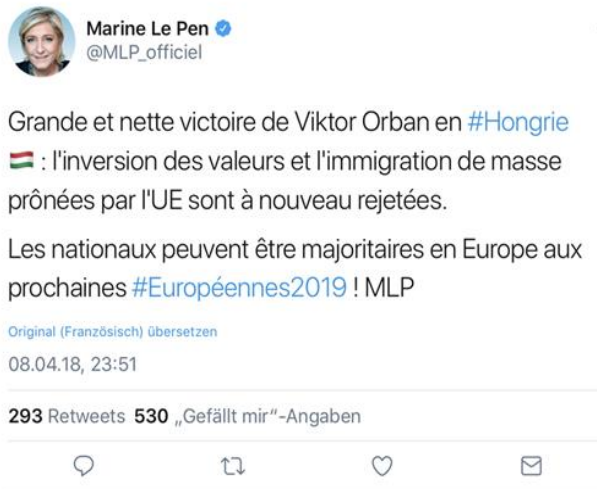 Marine Le Pen
@MLP_officiel
Grande et nette victoire de Viktor Orban en #Hongrie
🇭🇺 : l'inversion des valeurs et l'immigration de masse
prônées par l'UE sont à nouveau rejetées.
Les nationaux peuvent être majoritaires en Europe aux
prochaines #Européennes2019 ! MLP
Original (Französisch) übersetzen
08.04.18, 23:51
293 Retweets 530 „Gefällt mir“-Angaben